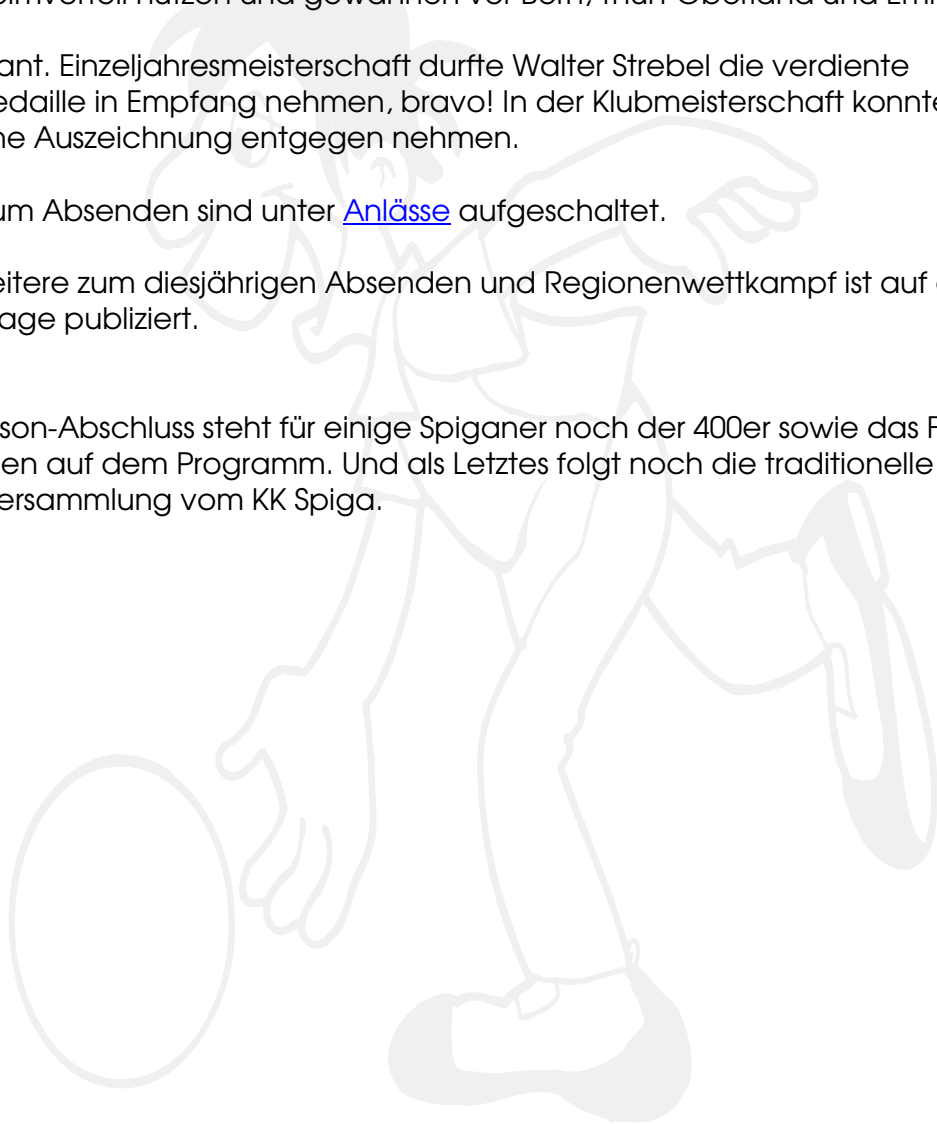 ant. Einzeljahresmeisterschaft durfte Walter Strebel die verdiente
edaille in Empfang nehmen, bravo! In der Klubmeisterschaft konnte
ne Auszeichnung entgegen nehmen.
um Absenden sind unter Anlässe aufgeschaltet.
eitere zum diesjährigen Absenden und Regionenwettkampf ist auf
age publiziert.
son-Abschluss steht für einige Spiganer noch der 400er sowie das
en auf dem Programm. Und als Letztes folgt noch die traditionelle
ersammlung vom KK Spiga.